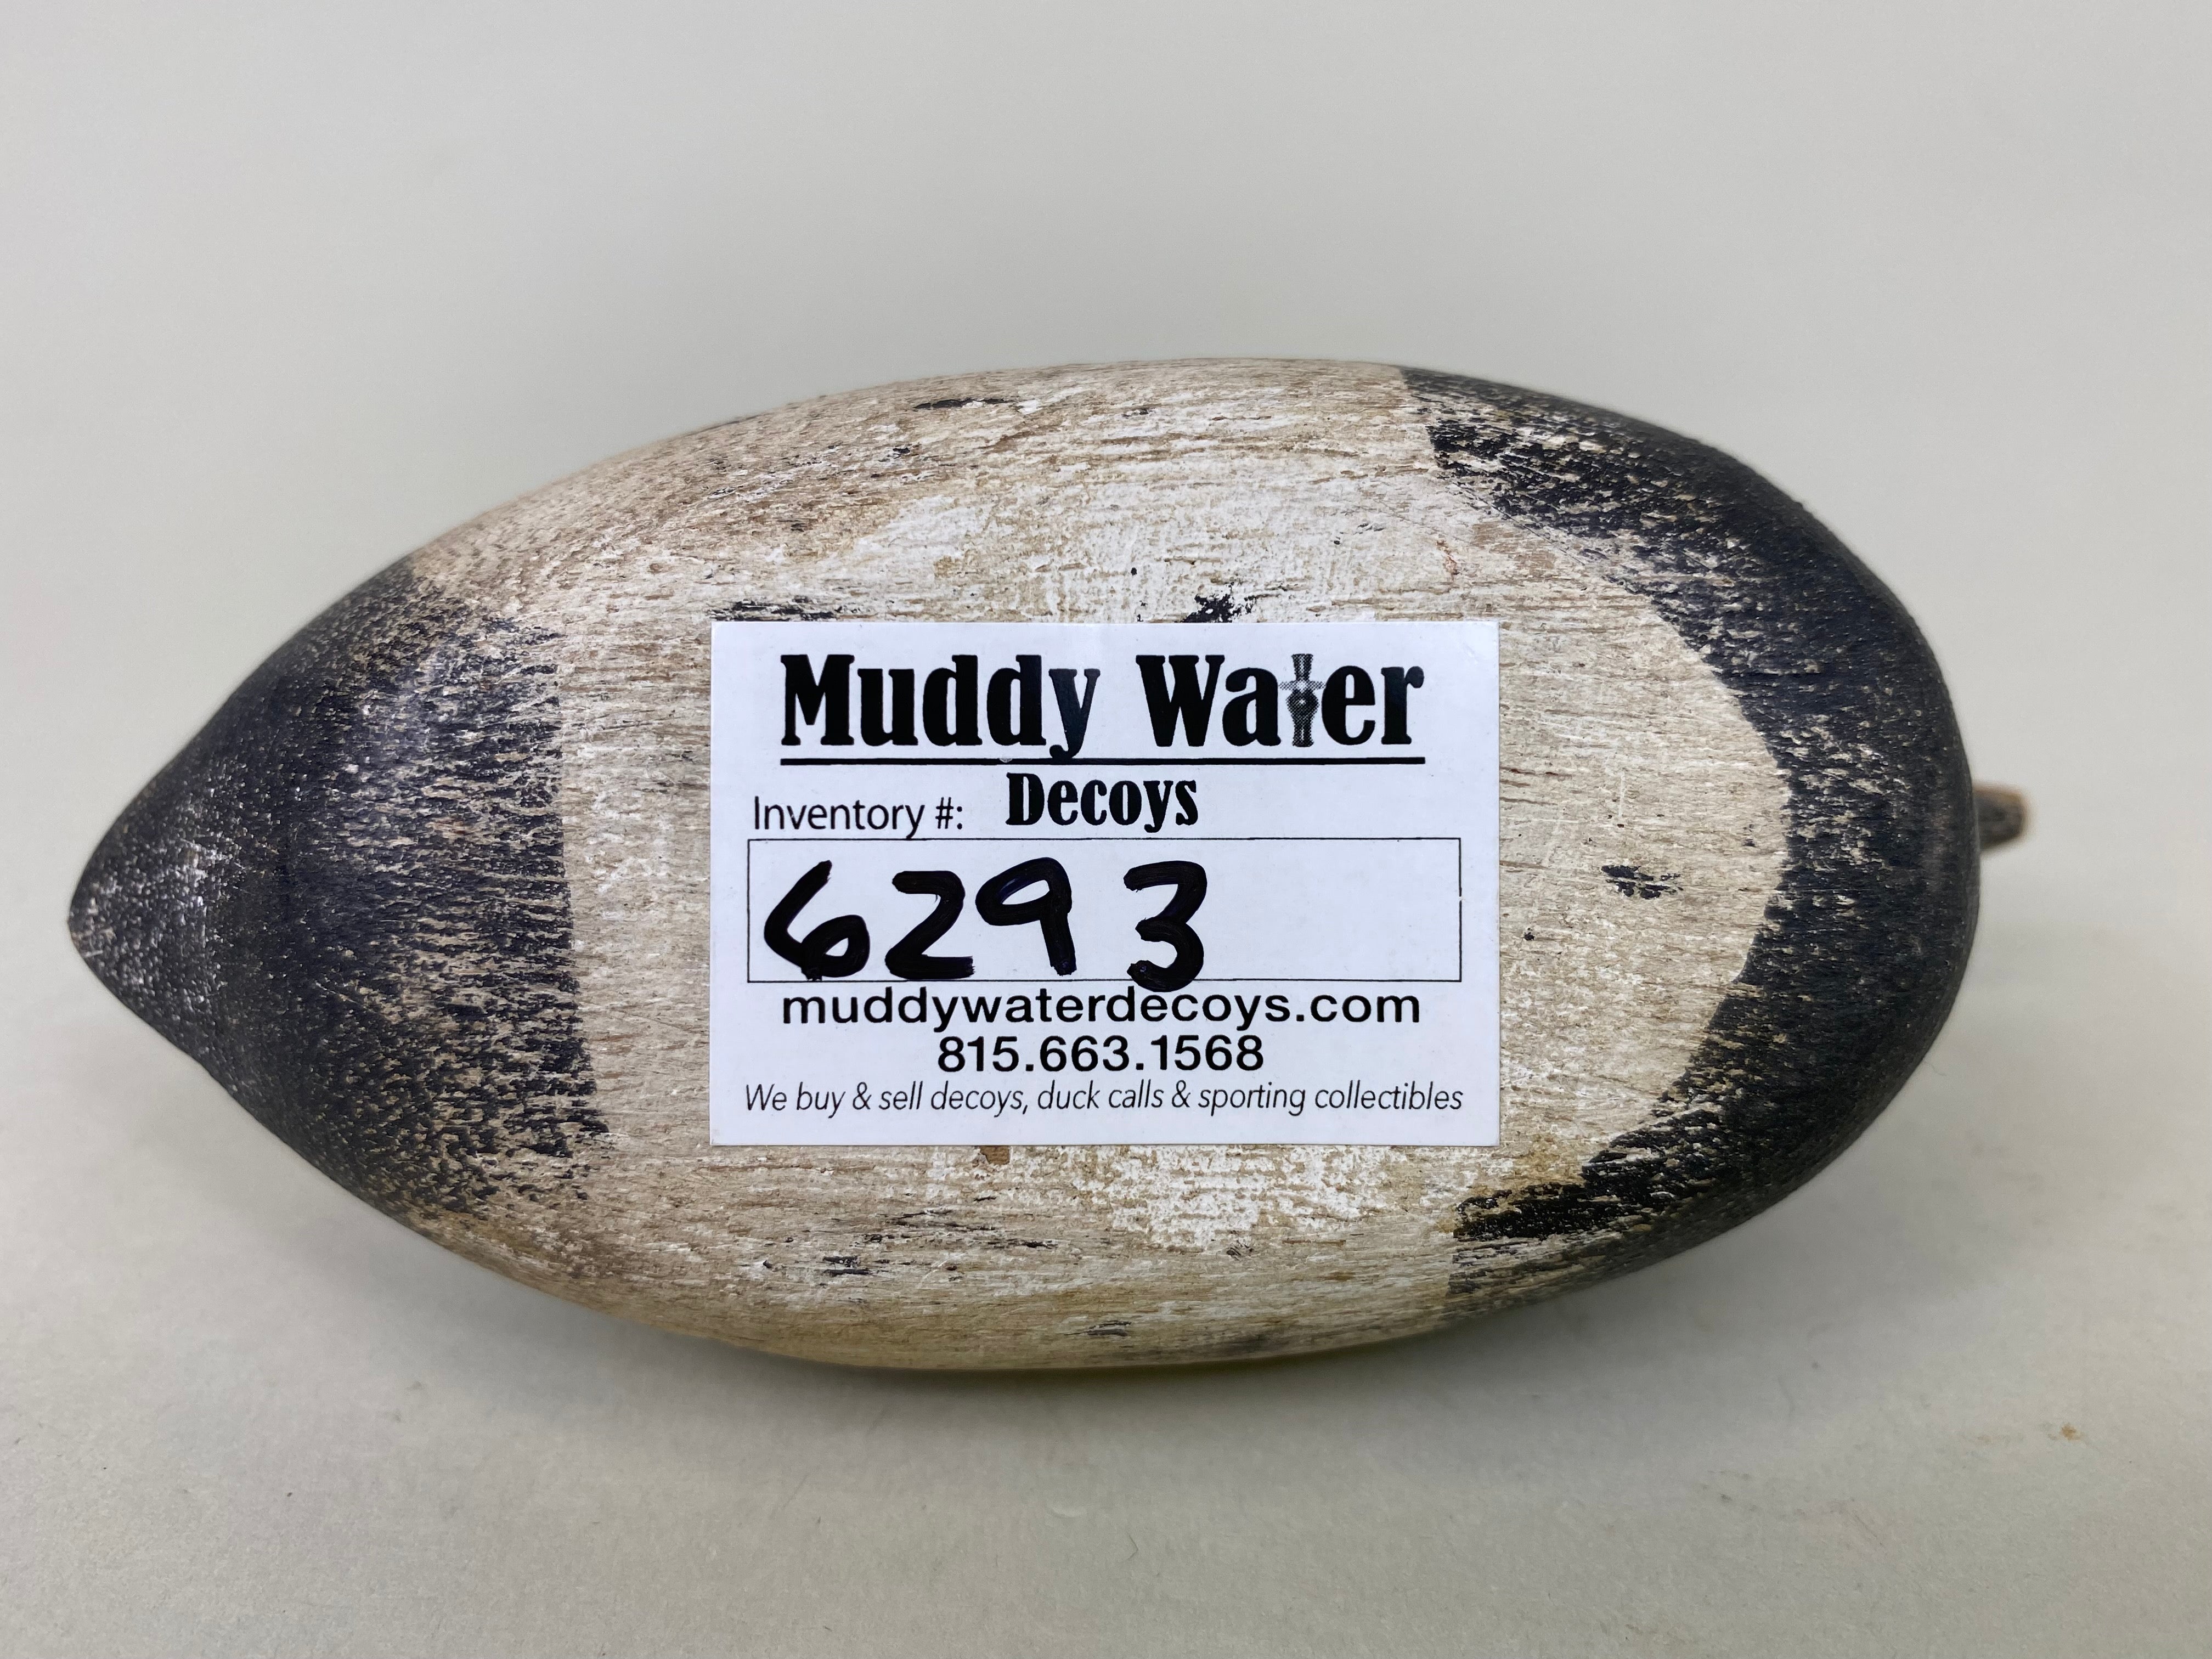 Muddy Water
Decoys
Inventory #:
6293
muddywaterdecoys.com
815.663.1568
We buy & sell decoys, duck calls & sporting collectibles